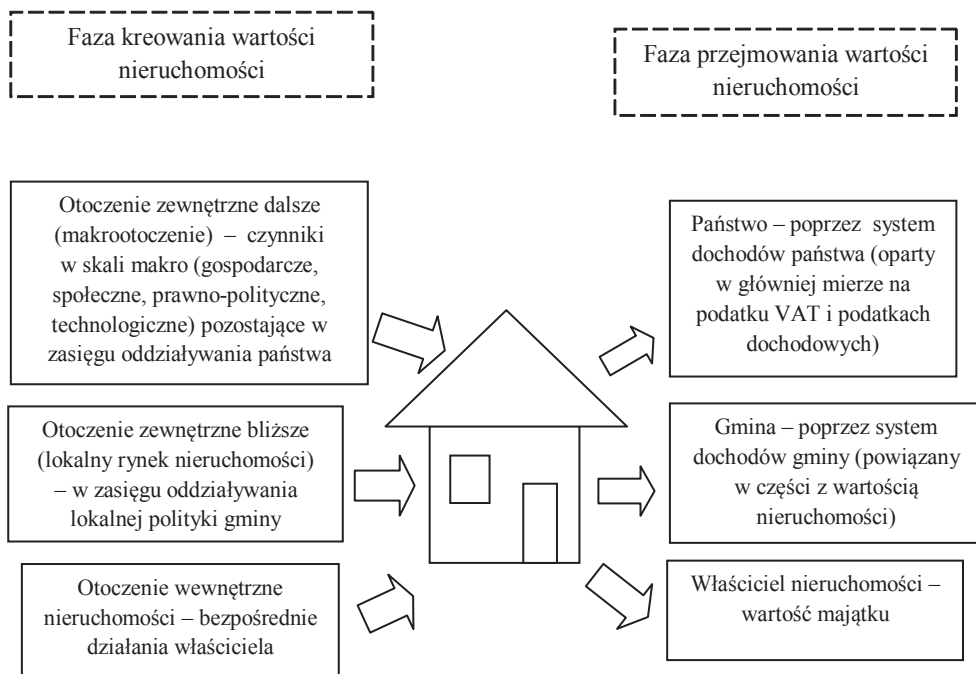 Faza kreowania wartości
nieruchomości
Faza przejmowania wartości
nieruchomości
Otoczenie zewnętrzne dalsze
(makrootoczenie) – czynniki
w skali makro (gospodarcze,
społeczne, prawno-polityczne,
technologiczne) pozostające w
zasięgu oddziaływania państwa
Otoczenie zewnętrzne bliższe
(lokalny rynek nieruchomości)
– w zasięgu oddziaływania
lokalnej polityki gminy
Otoczenie wewnętrzne
nieruchomości – bezpośrednie
działania właściciela
Państwo – poprzez system
dochodów państwa (oparty
w główniej mierze na
podatku VAT i podatkach
dochodowych)
Gmina – poprzez system
dochodów gminy (powiązany
w części z wartością
nieruchomości)
Właściciel nieruchomości –
wartość majątku